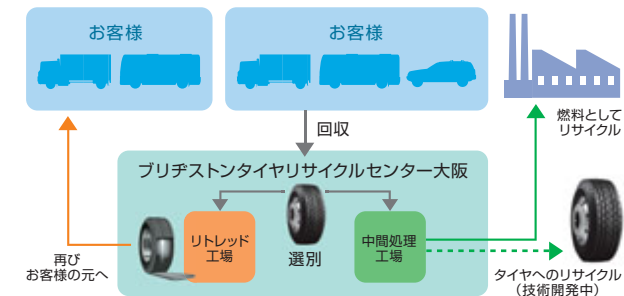 お客様
お客様
回収
燃料として
リサイクル
ブリヂストンタイヤリサイクルセンター大阪
リトレッド
工場
選別
中間処理
工場
再び
お客様の元へ
タイヤへのリサイクル
（技術開発中）